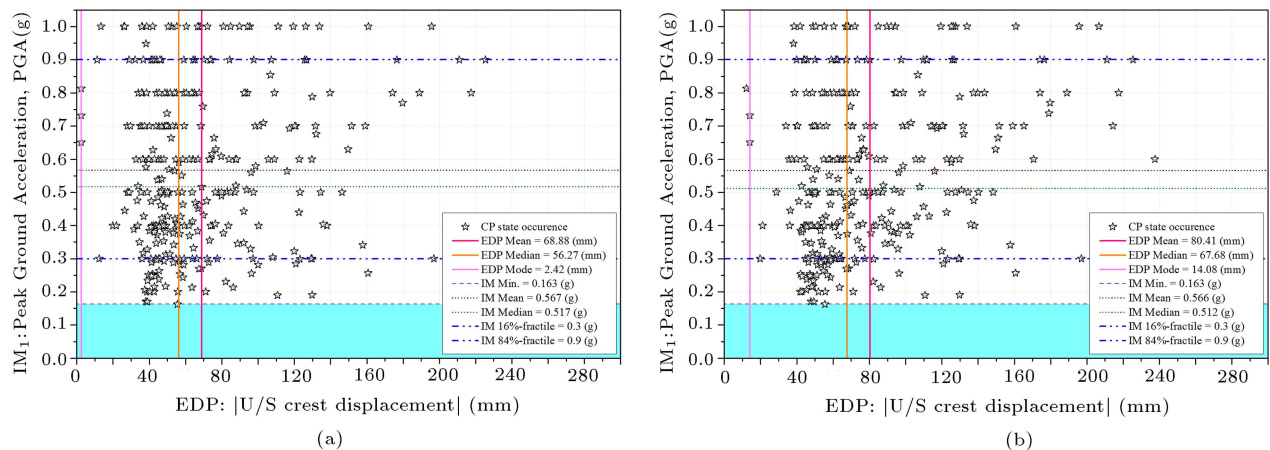 IM1:Peak Ground Acceleration, PGA(g)
1.0
0.9
0.8
0.7
0.6
0.5
0.4
0.3
0.2
0.1
0.0
CP state occurence
EDP Mean = 68.88 (mm)
EDP Median = 56.27 (mm)
EDP Mode = 2.42 (mm)
IM Min. = 0.163 (g)
IM Mean = 0.567 (g)
IM Median = 0.517 (g)
IM 16%-fractile = 0.3 (g)
IM 84%-fractile = 0.9 (g)
0 40 80 120 160 200 240 280
EDP: |U/S crest displacement| (mm)
(a)
IM1:Peak Ground Acceleration, PGA(g)
1.0
0.9
0.8
0.7
0.6
0.5
0.4
0.3
0.2
0.1
0.0
CP state occurence
EDP Mean = 80.41 (mm)
EDP Median = 67.68 (mm)
EDP Mode = 14.08 (mm)
IM Min. = 0.163 (g)
IM Mean = 0.566 (g)
IM Median = 0.512 (g)
IM 16%-fractile = 0.3 (g)
IM 84%-fractile = 0.9 (g)
0 40 80 120 160 200 240 280
EDP: |U/S crest displacement| (mm)
(b)